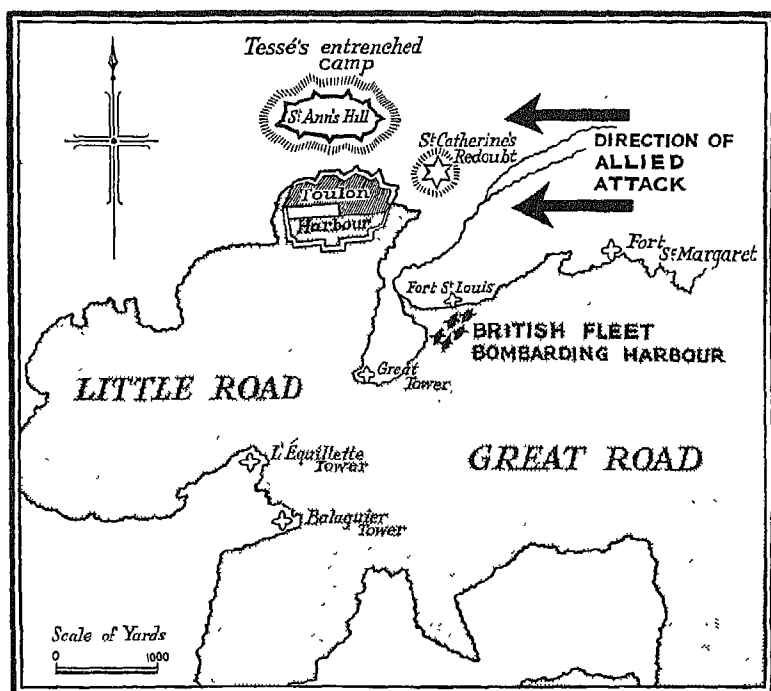 Tessé's entrenched
camp
St Ann's Hill
St Catherine's
Redoubt
DIRECTION OF
ALLIED
ATTACK
Toulon
Harbour
Fort
St Margaret
Fort St Louis
BRITISH FLEET
BOMBARDING HARBOUR
Great
Tower
LITTLE ROAD
GREAT ROAD
L'Équillette
Tower
Balaguier
Tower
Scale of Yards
0 1000